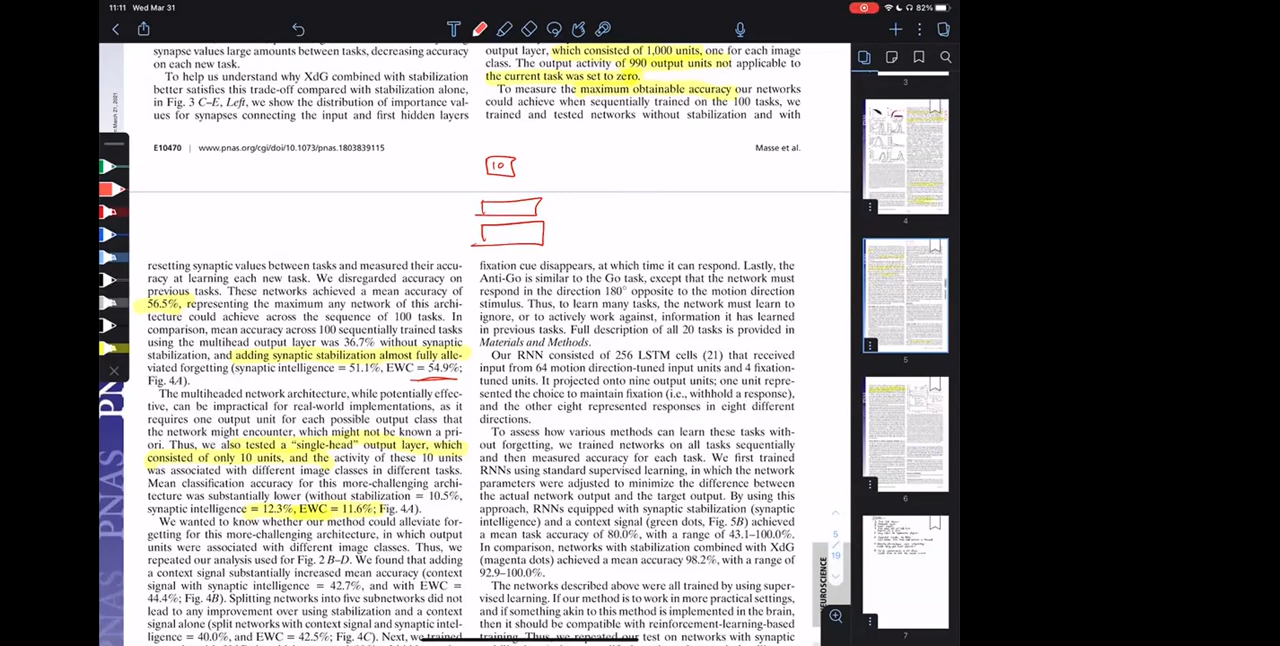 11:11 Wed Mar 31
82%
synapse values large amounts between tasks, decreasing accuracy
on each new task.
To help us understand why XdG combined with stabilization
better satisfies this trade-off compared with stabilization alone,
in Fig. 3 C–E, Left, we show the distribution of importance val-
ues for synapses connecting the input and first hidden layers
output layer, which consisted of 1,000 units, one for each image
class. The output activity of 990 output units not applicable to
the current task was set to zero.
To measure the maximum obtainable accuracy our networks
could achieve when sequentially trained on the 100 tasks, we
trained and tested networks without stabilization and with
E10470 | www.pnas.org/cgi/doi/10.1073/pnas.1803839115
Masse et al.
10
previous task. These networks achieved a mean accuracy of
56.5%, representing the maximum any network of this archi-
tecture could achieve across the sequence of 100 tasks. In
comparison, mean accuracy across 100 sequentially trained tasks
using the multihead output layer was 36.7% without synaptic
stabilization, and adding synaptic stabilization almost fully alle-
viated forgetting (synaptic intelligence = 51.1%, EWC = 54.9%;
Fig. 4A).
This multihead network architecture, while potentially effec-
tive, can be impractical for real-world implementations, as it
requires one output unit for each possible output class that
the network might encounter, which might not be known a pri-
ori. Thus, we also tested a "single-head" output layer, which
consisted of only 10 units, and the activity of these 10 units
was associated with different image classes in different tasks.
Mean accuracy for this more challenging archi-
tecture was substantially lower (without stabilization = 10.5%,
synaptic intelligence = 12.3%, EWC = 11.6%; Fig. 4A).
We wanted to know whether our method could alleviate for-
getting in this more-challenging architecture, in which output
units were associated with different image classes. Thus, we
repeated the analysis used in Fig. 2 B–D. We found that adding
a context signal substantially increased mean accuracy (context
signal with synaptic intelligence = 42.7%, and with EWC =
44.4%; Fig. 4B). Splitting networks into five subnetworks did not
lead to any improvement over using stabilization and a context
signal alone (split networks with context signal and synaptic intel-
ligence = 40.0%, and EWC = 42.5%; Fig. 4C). Next, we trained
fixation cue disappears, at which time it can respond. Lastly, the
Anti-Go is similar to the Go task, except that the network must
respond in the direction 180° opposite to the motion direction
stimulus. Thus, to learn many tasks, the network must learn to
ignore, or to actively work against, information it has learned
in previous tasks. Full description of all 20 tasks is provided in
Materials and Methods.
Our RNN consisted of 256 LSTM cells (21) that received
input from 64 motion direction-tuned input units and 4 fixation-
tuned units. It projected onto nine output units; one unit repre-
sented the choice to maintain fixation (i.e., withhold a response),
and the other eight represented responses in eight different
directions.
To assess how various methods can learn these tasks with-
out forgetting, we trained networks on all tasks sequentially
and then measured accuracy for each task. We first trained
RNNs using standard supervised learning, in which the network
parameters were adjusted to minimize the difference between
the actual network output and the target output. By using this
approach, RNNs equipped with synaptic stabilization (synaptic
intelligence) and a context signal (green dots, Fig. 5B) achieved
a mean task accuracy of 80.0%, with a range of 43.1–100.0%.
In comparison, networks with stabilization combined with XdG
(magenta dots) achieved a mean accuracy 98.2%, with a range of
92.9–100.0%.
The networks described above were all trained by using super-
vised learning. If our method is to work in more practical settings,
and if something akin to this method is implemented in the brain,
then it should be compatible with reinforcement-learning-based
training. Thus, we repeated our test on networks with synaptic
NEUROSCIENCE
5
19
3
4
5
6
7